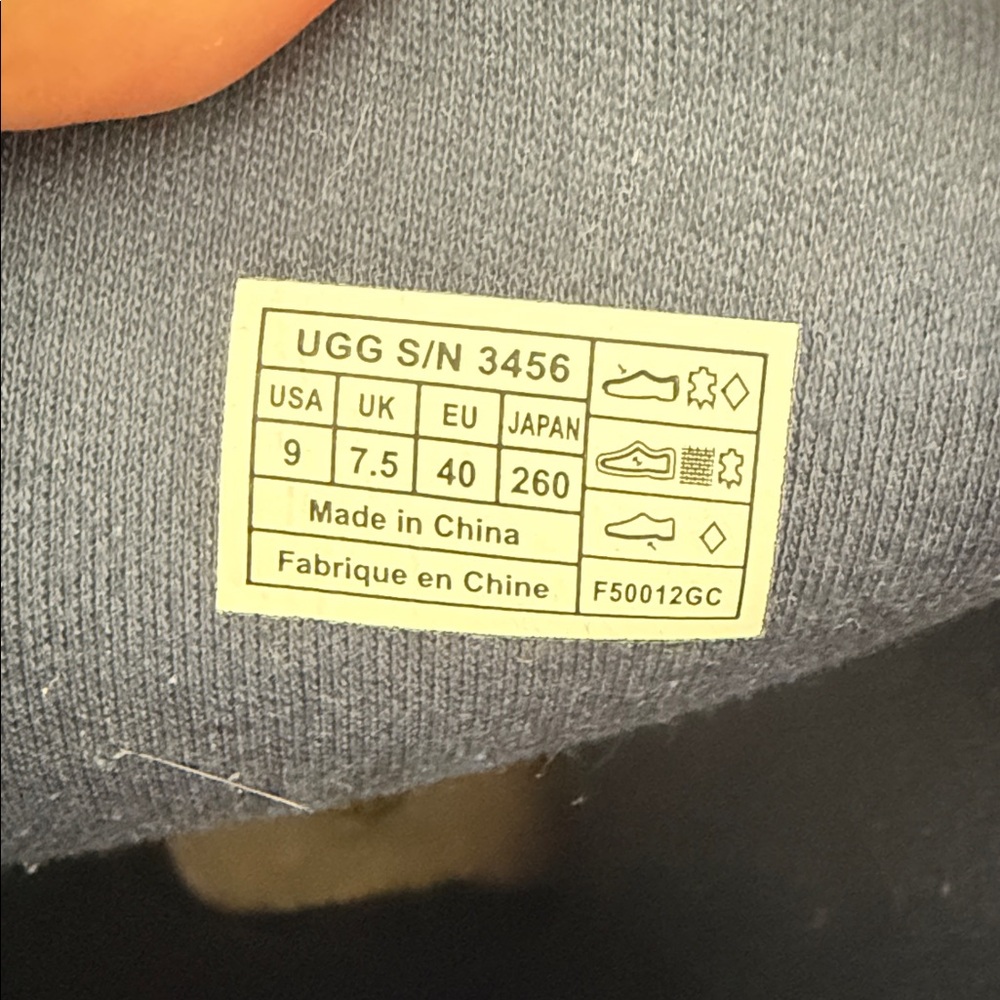 UGG S/N 3456
USA UK EU JAPAN
9 7.5 40 260
Made in China
Fabrique en Chine
F50012GC